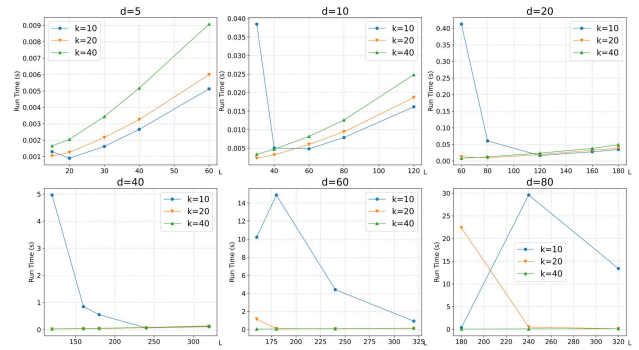 d=5
d=10
d=20
0.009
0.008
0.007
0.006
0.005
0.004
0.003
0.002
0.001
Run Time (s)
k=10
k=20
k=40
20
30
40
50
60
L
0.040
0.035
0.030
0.025
0.020
0.015
0.010
0.005
Run Time (s)
k=10
k=20
k=40
40
60
80
100
120
L
0.40
0.35
0.30
0.25
0.20
0.15
0.10
0.05
0.00
Run Time (s)
k=10
k=20
k=40
60
80
100
120
140
160
180
L
d=40
d=60
d=80
5
4
3
2
1
0
Run Time (s)
k=10
k=20
k=40
150
200
250
300
L
14
12
10
8
6
4
2
0
Run Time (s)
k=10
k=20
k=40
175
200
225
250
275
300
325
L
30
25
20
15
10
5
0
Run Time (s)
k=10
k=20
k=40
180
200
220
240
260
280
300
320
L